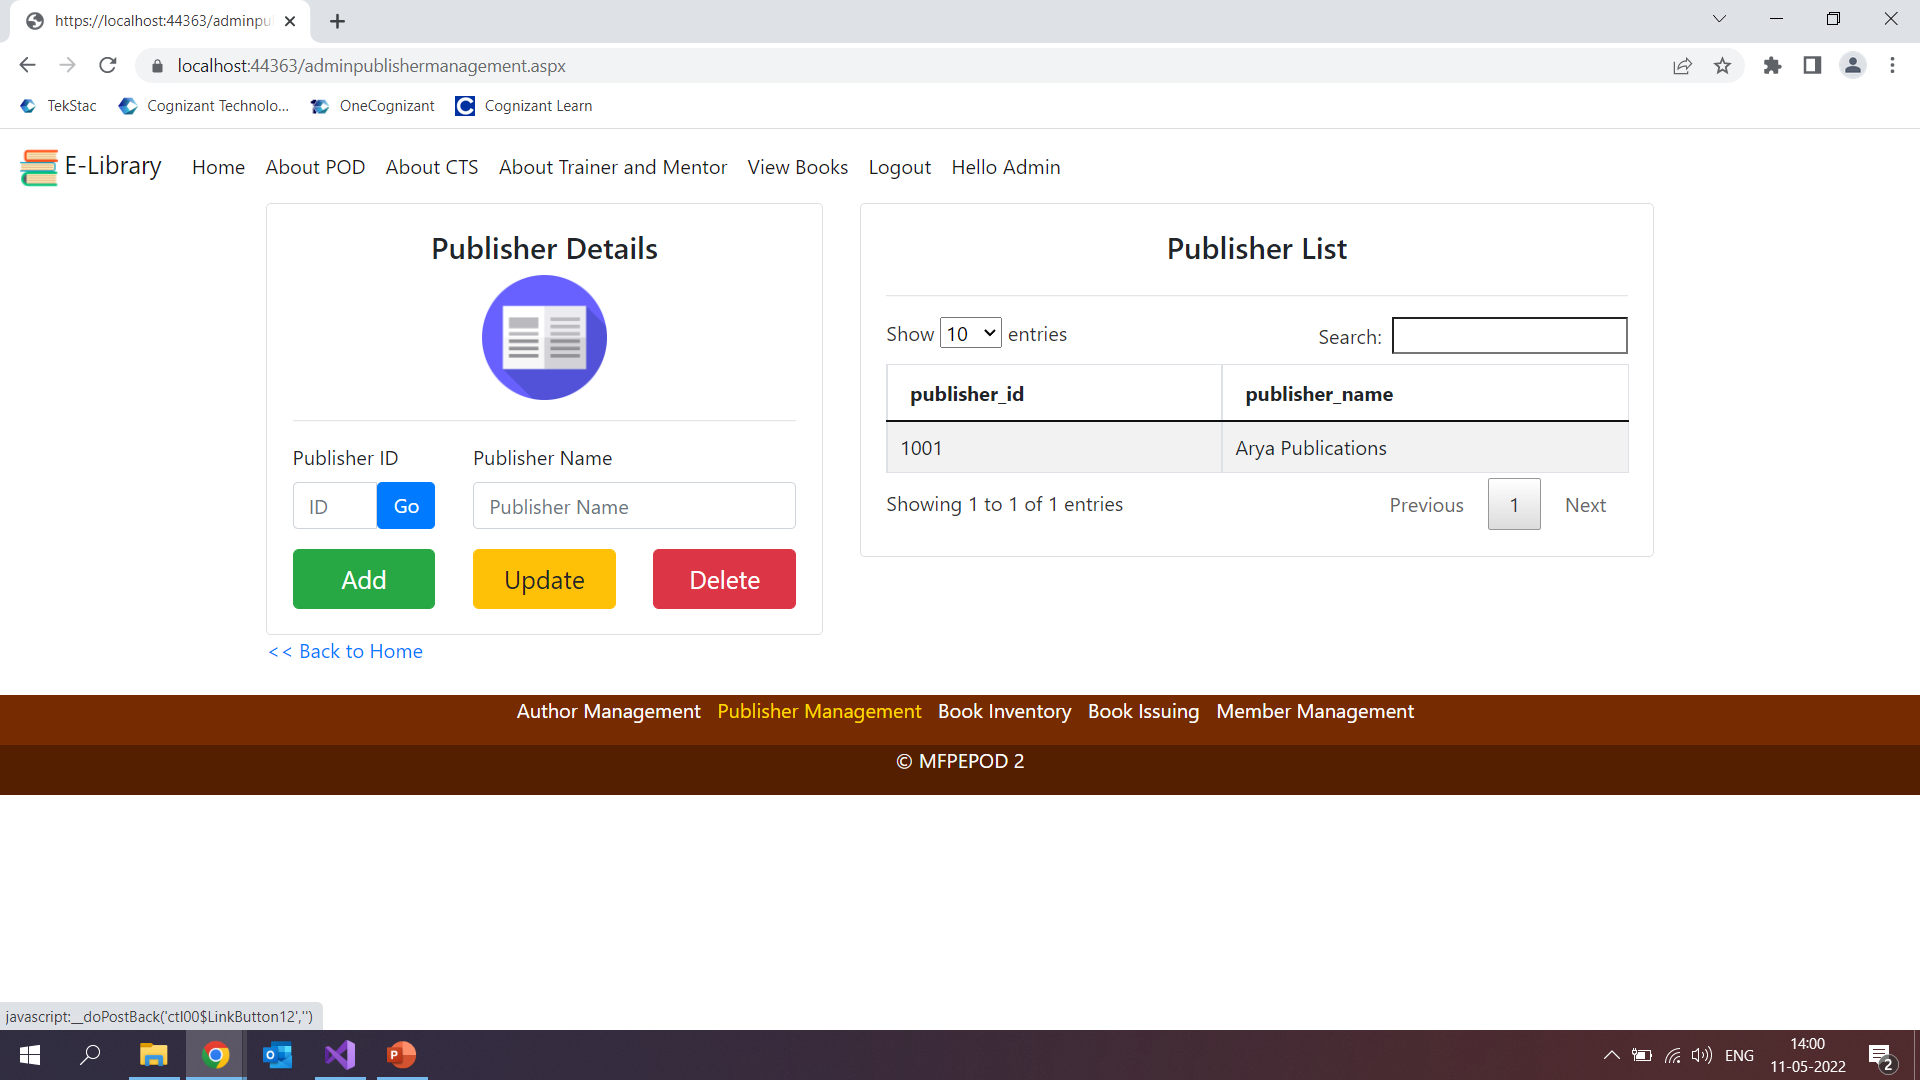 https://localhost:44363/adminpu
localhost:44363/adminpublishermanagement.aspx
TekStac Cognizant Technolo... OneCognizant Cognizant Learn
E-Library Home About POD About CTS About Trainer and Mentor View Books Logout Hello Admin
Publisher Details
Publisher ID Publisher Name
ID Go Publisher Name
Add Update Delete
<< Back to Home
Publisher List
Show 10 entries Search:
publisher_id publisher_name
1001 Arya Publications
Showing 1 to 1 of 1 entries Previous 1 Next
Author Management Publisher Management Book Inventory Book Issuing Member Management
© MFPEPOD 2
javascript:__doPostBack('ctl00$LinkButton12','')
ENG 14:00
11-05-2022 2